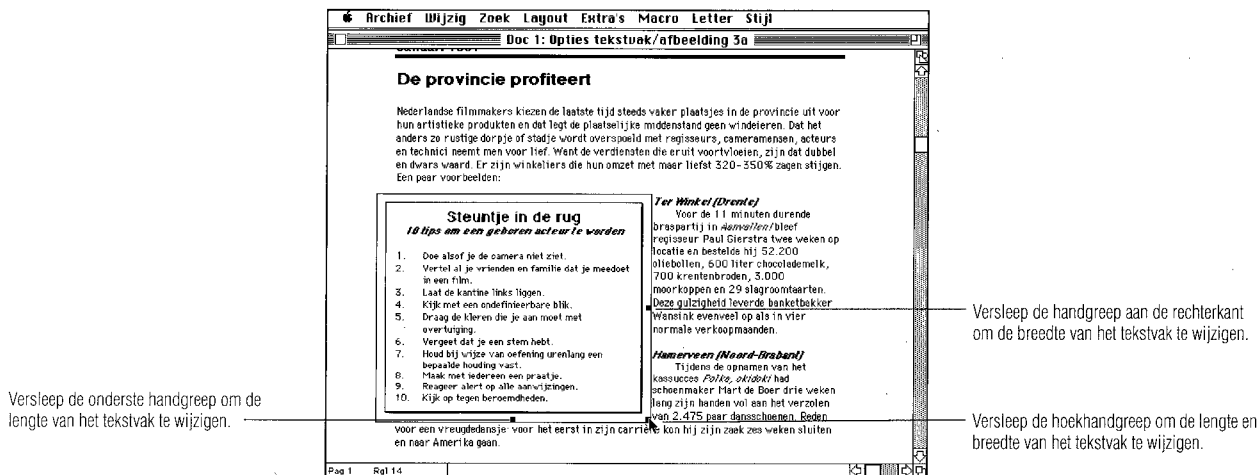 Archief Wijzig Zoek Layout Extra's Macro Letter Stijl
Doc 1: Opties tekstvak/afbeelding 3a
De provincie profiteert
Nederlandse filmmakers kiezen de laatste tijd steeds vaker plaatsjes in de provincie uit voor
hun artistieke produkten en dat legt de plaatselijke middenstand geen windeieren. Dat het
anders zo rustige dorpje of stadje wordt overspoeld met regisseurs, cameramensen, acteurs
en technici neemt men voor lief. Want de verdiensten die eruit voortvloeien, zijn dat dubbel
en dwars waard. Er zijn winkeliers die hun omzet met maar liefst 320-350% zagen stijgen.
Een paar voorbeelden:
Steuntje in de rug
10 tips om een geboren acteur te worden
1. Doe alsof je de camera niet ziet.
2. Vertel al je vrienden en familie dat je meedoet
in een film.
3. Laat de kantine links liggen.
4. Kijk met een ondefinieerbare blik.
5. Draag de kleren die je aan moet met
overtuiging.
6. Vergeet dat je een stem hebt.
7. Houd bij wijze van oefening urenlang een
bepaalde houding vast.
8. Maak met iedereen een praatje.
9. Reageer alert op alle aanwijzingen.
10. Kijk op tegen beroemdheden.
Ter Winkel (Drente)
Voor de 11 minuten durende
braspartij in Aanvallen! bleef
regisseur Paul Gierstra twee weken op
locatie en bestelde hij 52.200
oliebollen, 600 liter chocolademelk,
700 krentenbroden, 3.000
moorkoppen en 29 slagroomtaarten.
Deze gulzigheid leverde banketbakker
Wansink evenveel op als in vier
normale verkoopmaanden.
Hamerveen (Noord-Brabant)
Tijdens de opnamen van het
kassucces Polka, okidoki had
schoenmaker Mart de Boer drie weken
lang zijn handen vol aan het verzolen
van 2.475 paar dansschoenen. Reden
voor een vreugdedansje: voor het eerst in zijn carrière kon hij zijn zaak zes weken sluiten
en naar Amerika gaan.
Pag 1 Rgl 14
Versleep de onderste handgreep om de
lengte van het tekstvak te wijzigen.
Versleep de handgreep aan de rechterkant
om de breedte van het tekstvak te wijzigen.
Versleep de hoekhandgreep om de lengte en
breedte van het tekstvak te wijzigen.